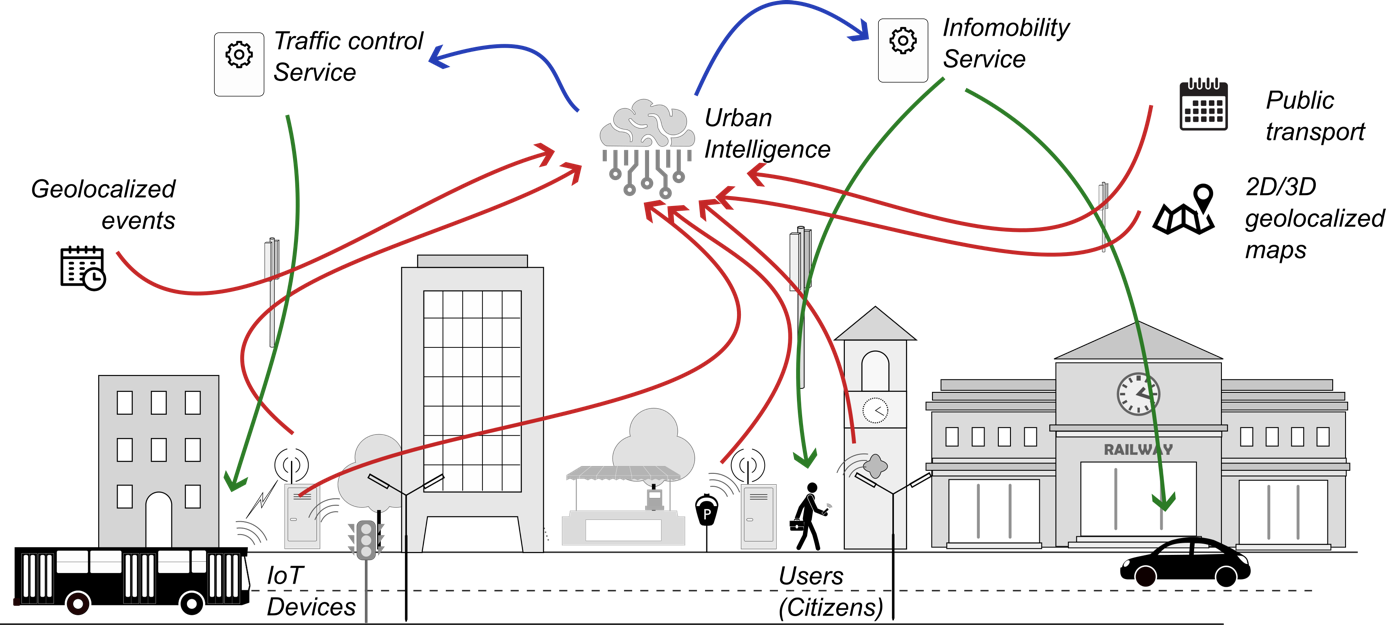 Traffic control
Service
Infomobility
Service
Urban
Intelligence
Public
transport
Geolocalized
events
2D/3D
geolocalized
maps
RAILWAY
P
IoT
Devices
Users
(Citizens)